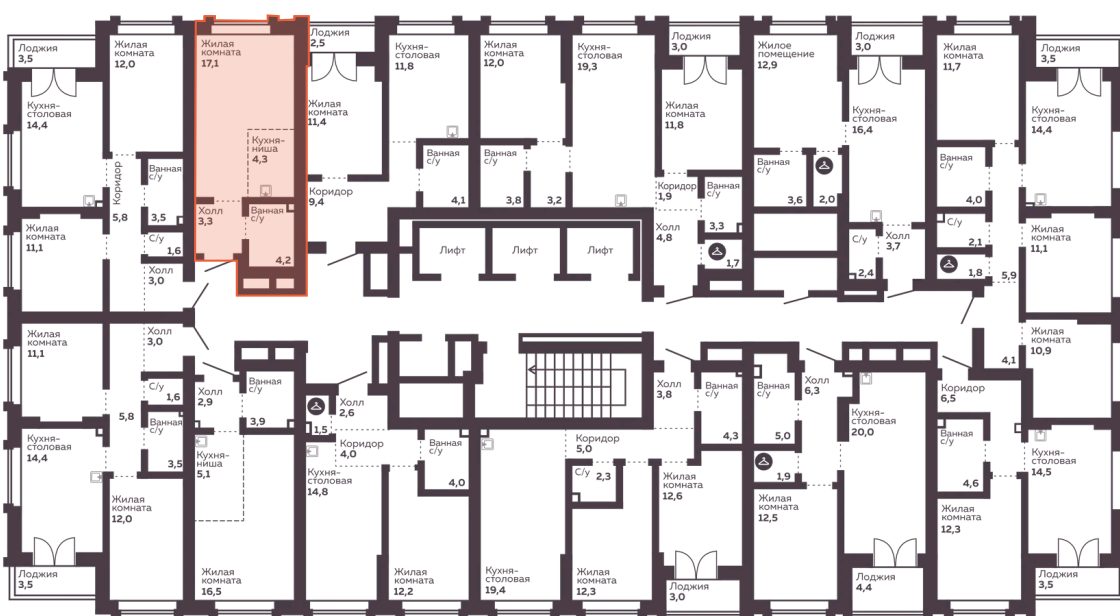 Лоджия
3,5
Жилая
комната
12,0
Кухня-
столовая
14,4
Коридор
5,8
Ванная
с/у
3,5
С/у
1,6
Холл
3,0
Жилая
комната
11,1
Жилая
комната
17,1
Кухня-
ниша
4,3
Холл
3,3
Ванная
с/у
4,2
Лоджия
2,5
Жилая
комната
11,4
Кухня-
столовая
11,8
Коридор
9,4
Ванная
с/у
4,1
Жилая
комната
12,0
Ванная
с/у
3,8
3,2
Кухня-
столовая
19,3
Лоджия
3,0
Жилая
комната
11,8
Коридор
1,9
Холл
4,8
Ванная
с/у
3,3
1,7
Жилое
помещение
12,9
Ванная
с/у
3,6
2,0
Лоджия
3,0
Кухня-
столовая
16,4
С/у
2,4
Холл
3,7
Жилая
комната
11,7
Ванная
с/у
4,0
С/у
2,1
1,8
5,9
Лоджия
3,5
Кухня-
столовая
14,4
Жилая
комната
11,1
Лифт
Лифт
Лифт
Жилая
комната
11,1
Холл
3,0
С/у
1,6
5,8
Ванная
с/у
3,5
Кухня-
столовая
14,4
Жилая
комната
12,0
Лоджия
3,5
Холл
2,9
Ванная
с/у
3,9
Кухня-
ниша
5,1
Жилая
комната
16,5
Холл
2,6
1,5
Коридор
4,0
Кухня-
столовая
14,8
Ванная
с/у
4,0
Жилая
комната
12,2
Кухня-
столовая
19,4
Коридор
5,0
С/у
2,3
Жилая
комната
12,3
Холл
3,8
Ванная
с/у
4,3
Жилая
комната
12,6
Лоджия
3,0
Ванная
с/у
5,0
Холл
6,3
1,9
Жилая
комната
12,5
Кухня-
столовая
20,0
Лоджия
4,4
4,1
Коридор
6,5
Ванная
с/у
4,6
Жилая
комната
12,3
Жилая
комната
10,9
Кухня-
столовая
14,5
Лоджия
3,5